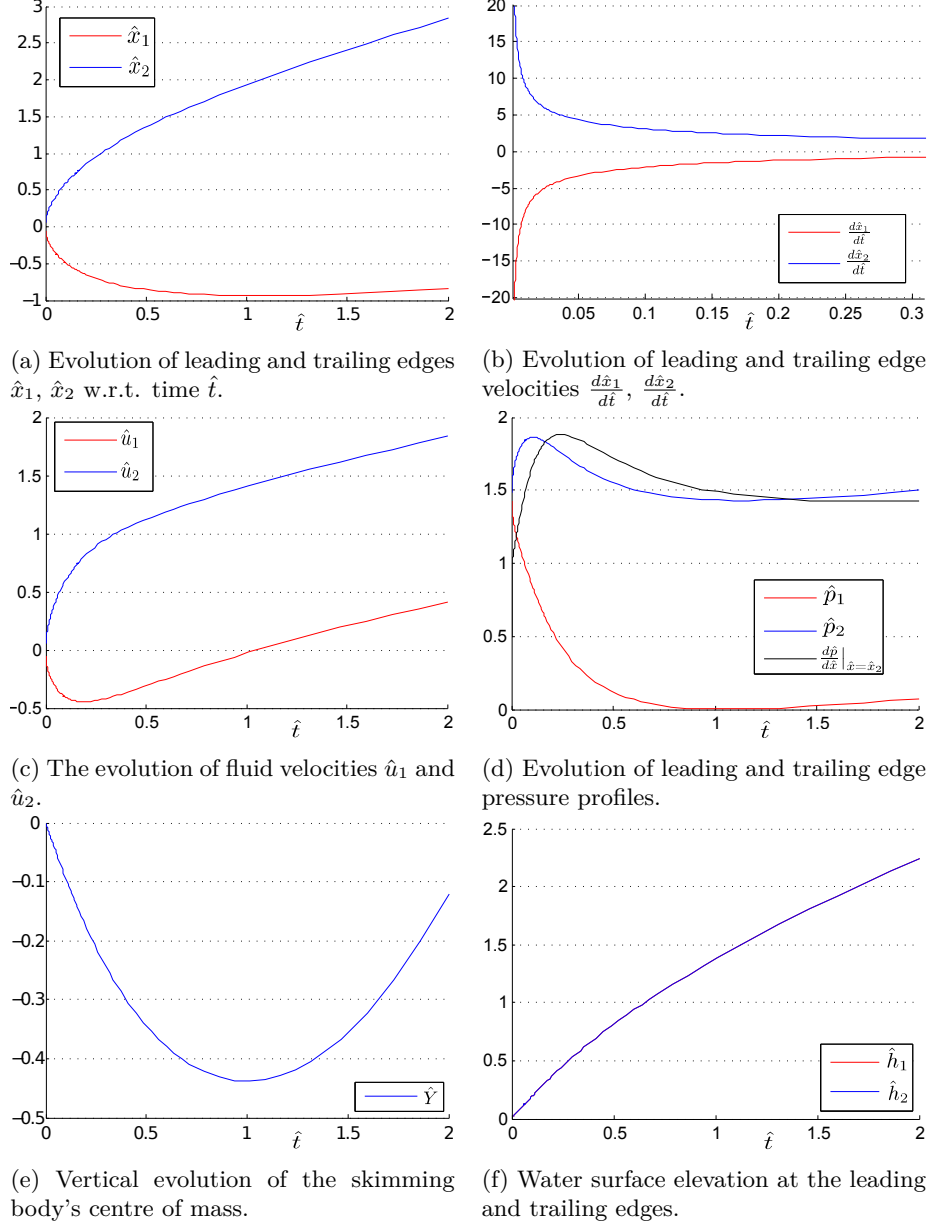 3
2.5
2
1.5
1
0.5
0
−0.5
−1
0 0.5 1 1.5 2
x̂₁
x̂₂
t̂
20
15
10
5
0
−5
−10
−15
−20
0.05 0.1 0.15 0.2 0.25 0.3
dx̂₁/dt̂
dx̂₂/dt̂
t̂
(a) Evolution of leading and trailing edges
x̂₁, x̂₂ w.r.t. time t̂.
(b) Evolution of leading and trailing edge
velocities dx̂₁/dt̂, dx̂₂/dt̂.
2
1.5
1
0.5
0
−0.5
0 0.5 1 1.5 2
û₁
û₂
t̂
2
1.5
1
0.5
0
0 0.5 1 1.5 2
p̂₁
p̂₂
dp̂/dx̂|x̂=x̂₂
t̂
(c) The evolution of fluid velocities û₁ and
û₂.
(d) Evolution of leading and trailing edge
pressure profiles.
0
−0.1
−0.2
−0.3
−0.4
−0.5
0 0.5 1 1.5 2
Ŷ
t̂
2.5
2
1.5
1
0.5
0
0 0.5 1 1.5 2
ĥ₁
ĥ₂
t̂
(e) Vertical evolution of the skimming
body's centre of mass.
(f) Water surface elevation at the leading
and trailing edges.